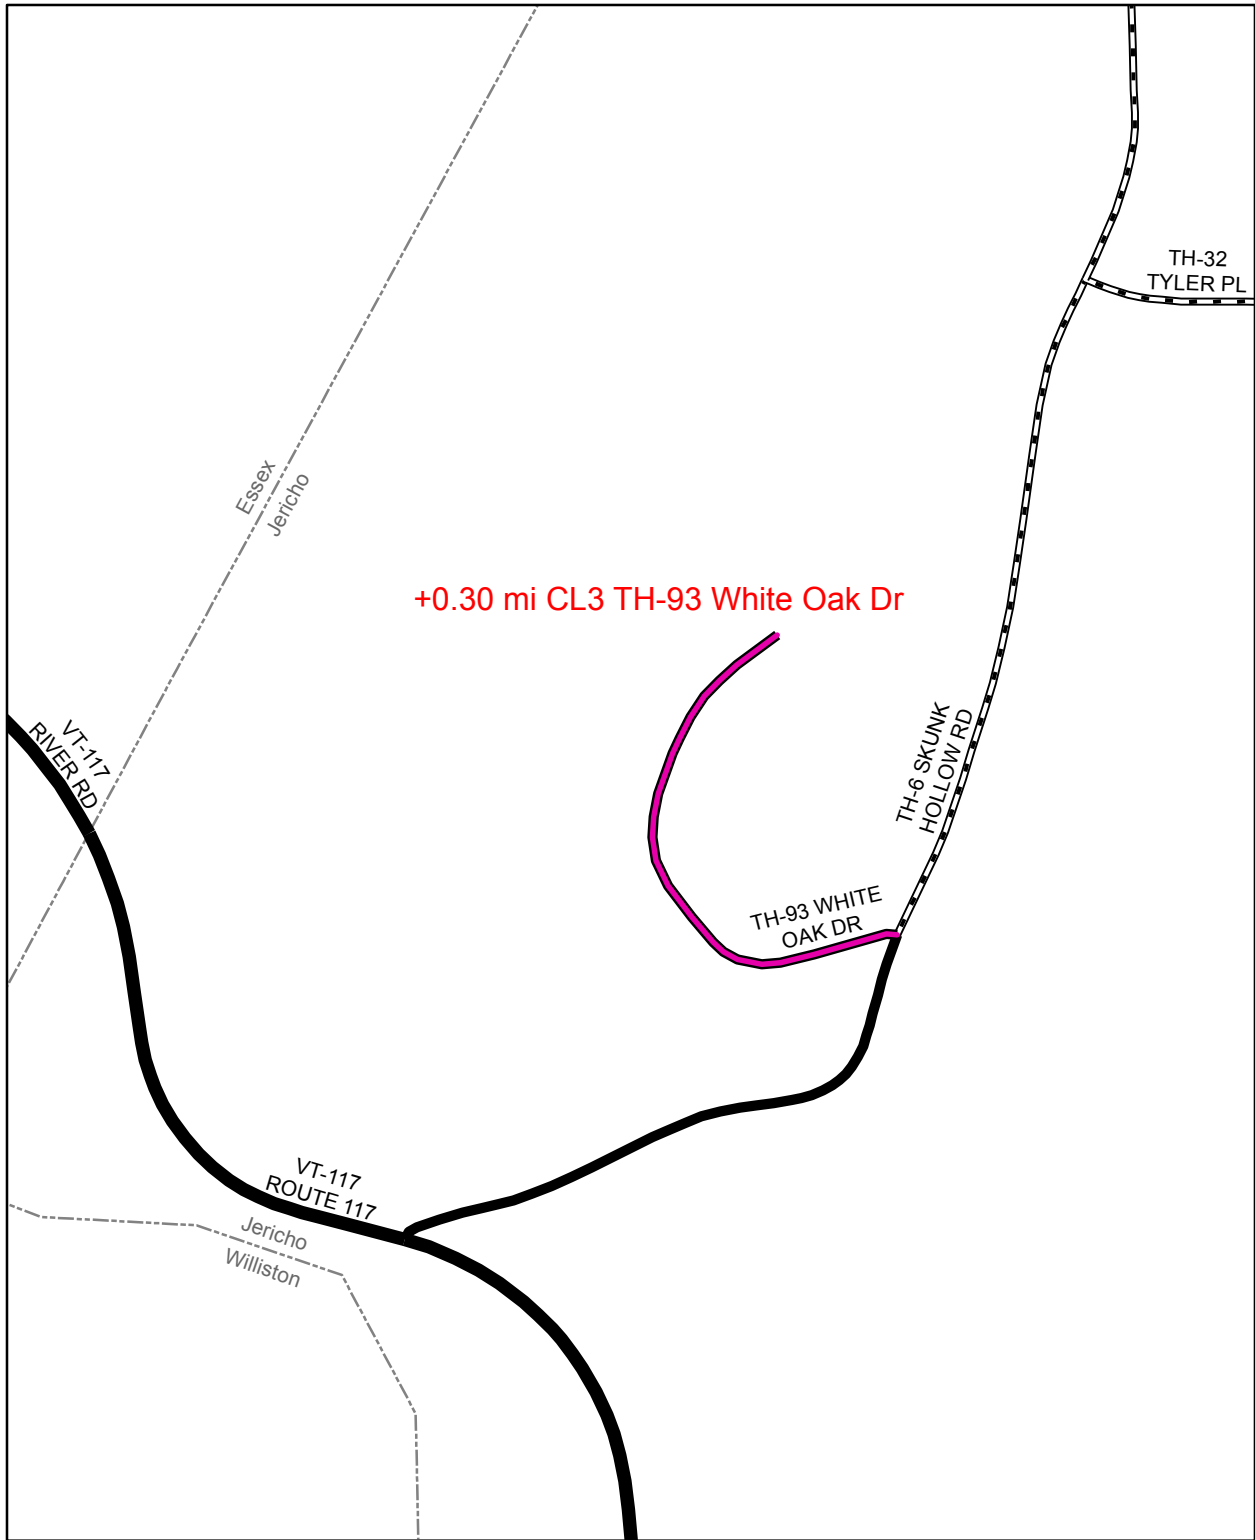 TH-32
TYLER PL
Essex
Jericho
+0.30 mi CL3 TH-93 White Oak Dr
VT-117
RIVER RD
TH-6 SKUNK
HOLLOW RD
TH-93 WHITE
OAK DR
VT-117
ROUTE 117
Jericho
Williston